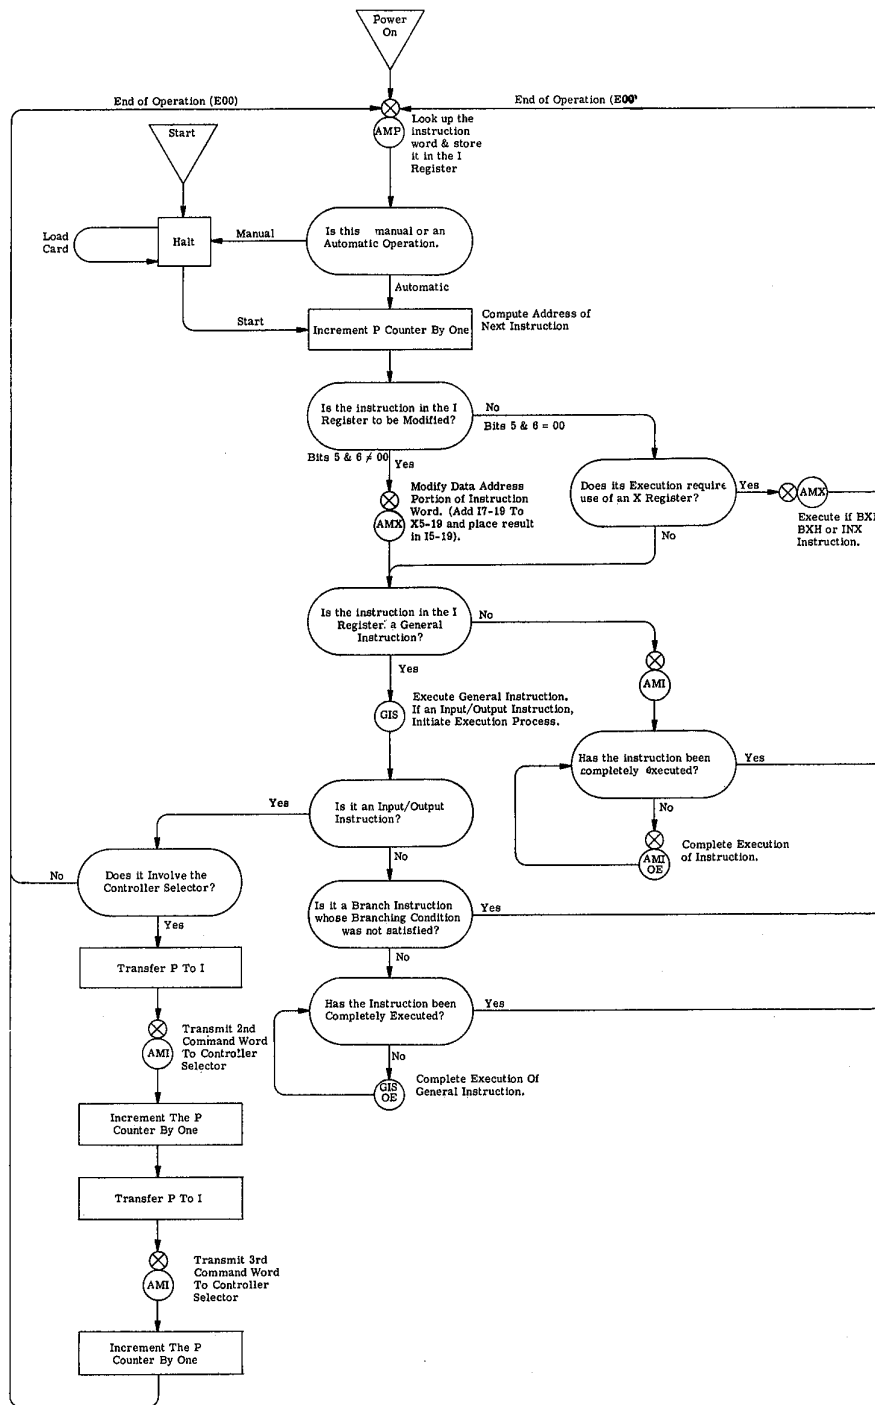 Power
On
End of Operation (E00)
End of Operation (E00'
AMP
Look up the
instruction
word & store
it in the I
Register
Start
Is this manual or an
Automatic Operation.
Manual
Halt
Load
Card
Automatic
Start
Increment P Counter By One
Compute Address of
Next Instruction
Is the instruction in the I
Register to be Modified?
No
Bits 5 & 6 = 00
Bits 5 & 6 ≠ 00
Yes
Modify Data Address
Portion of Instruction
Word. (Add I7-19 To
X5-19 and place result
in I5-19).
AMX
Does its Execution require
use of an X Register?
Yes
AMX
Execute if BXL
BXH or INX
Instruction.
No
Is the instruction in the I
Register. a General
Instruction?
No
AMI
Yes
GIS
Execute General Instruction.
If an Input/Output Instruction,
Initiate Execution Process.
Has the instruction been
completely executed?
Yes
No
AMI
OE
Complete Execution
of Instruction.
Is it an Input/Output
Instruction?
Yes
No
Does it Involve the
Controller Selector?
No
Yes
Is it a Branch Instruction
whose Branching Condition
was not satisfied?
Yes
No
Transfer P To I
Has the Instruction been
Completely Executed?
Yes
No
GIS
OE
Complete Execution Of
General Instruction.
AMI
Transmit 2nd
Command Word
To Controller
Selector
Increment The P
Counter By One
Transfer P To I
AMI
Transmit 3rd
Command Word
To Controller
Selector
Increment The P
Counter By One